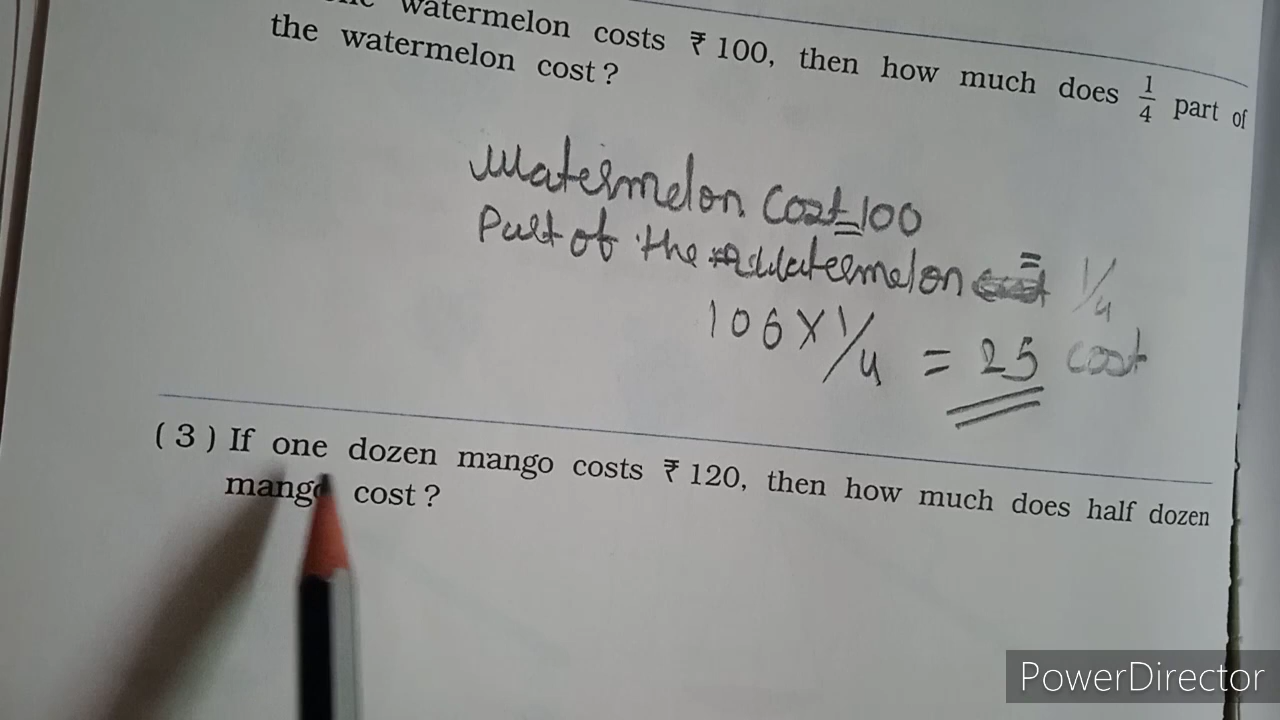 watermelon costs ₹ 100, then how much does 1/4 part of
the watermelon cost ?
Watermelon Cost = 100
Part of the Watermelon = 1/4
100 X 1/4 = 25 cost
( 3 ) If one dozen mango costs ₹ 120, then how much does half dozen
mango cost ?
PowerDirector